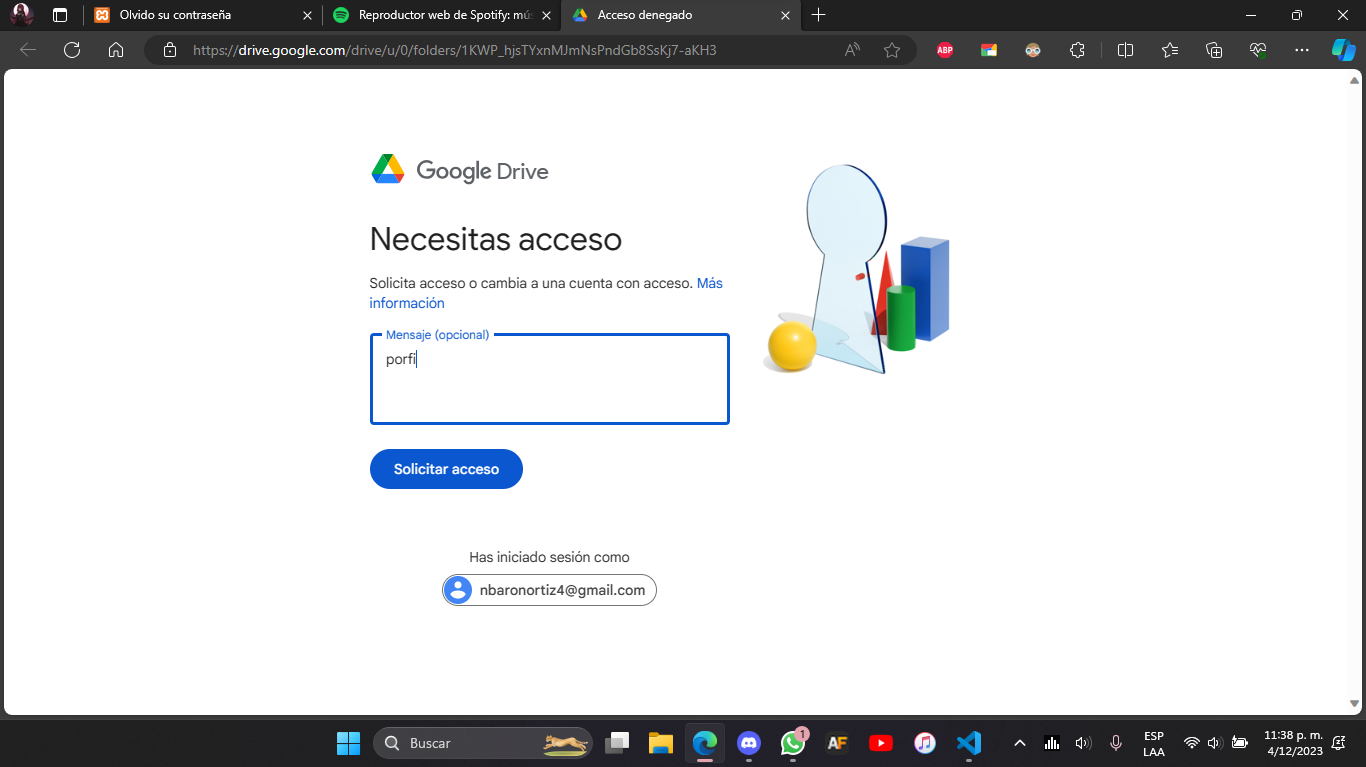 Olvido su contraseña
Reproductor web de Spotify: mús
Acceso denegado
https://drive.google.com/drive/u/0/folders/1KWP_hjsTYxnMJmNsPndGb8SsKj7-aKH3
ABP
Google Drive
Necesitas acceso
Solicita acceso o cambia a una cuenta con acceso. Más
información
Mensaje (opcional)
porfi
Solicitar acceso
Has iniciado sesión como
nbaronortiz4@gmail.com
Buscar
1
AF
ESP
LAA
11:38 p. m.
4/12/2023